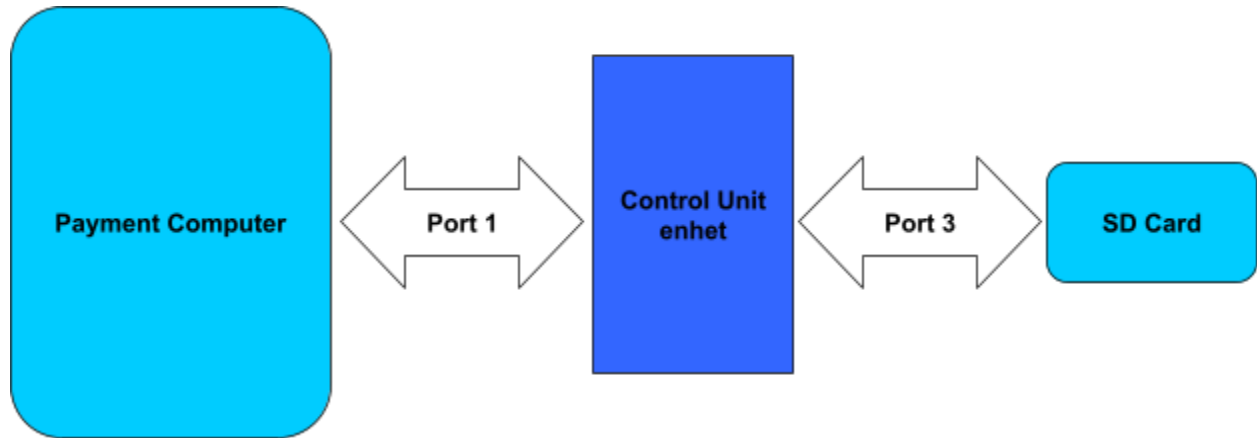 Payment Computer
Port 1
Control Unit
enhet
Port 3
SD Card